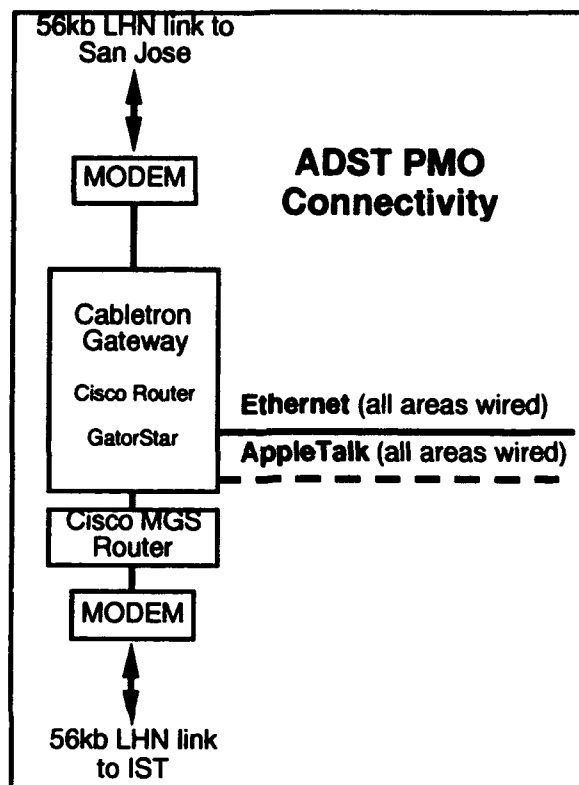 56kb LHN link to
San Jose
MODEM
ADST PMO
Connectivity
Cabletron
Gateway
Cisco Router
GatorStar
Ethernet (all areas wired)
AppleTalk (all areas wired)
Cisco MGS
Router
MODEM
56kb LHN link
to IST